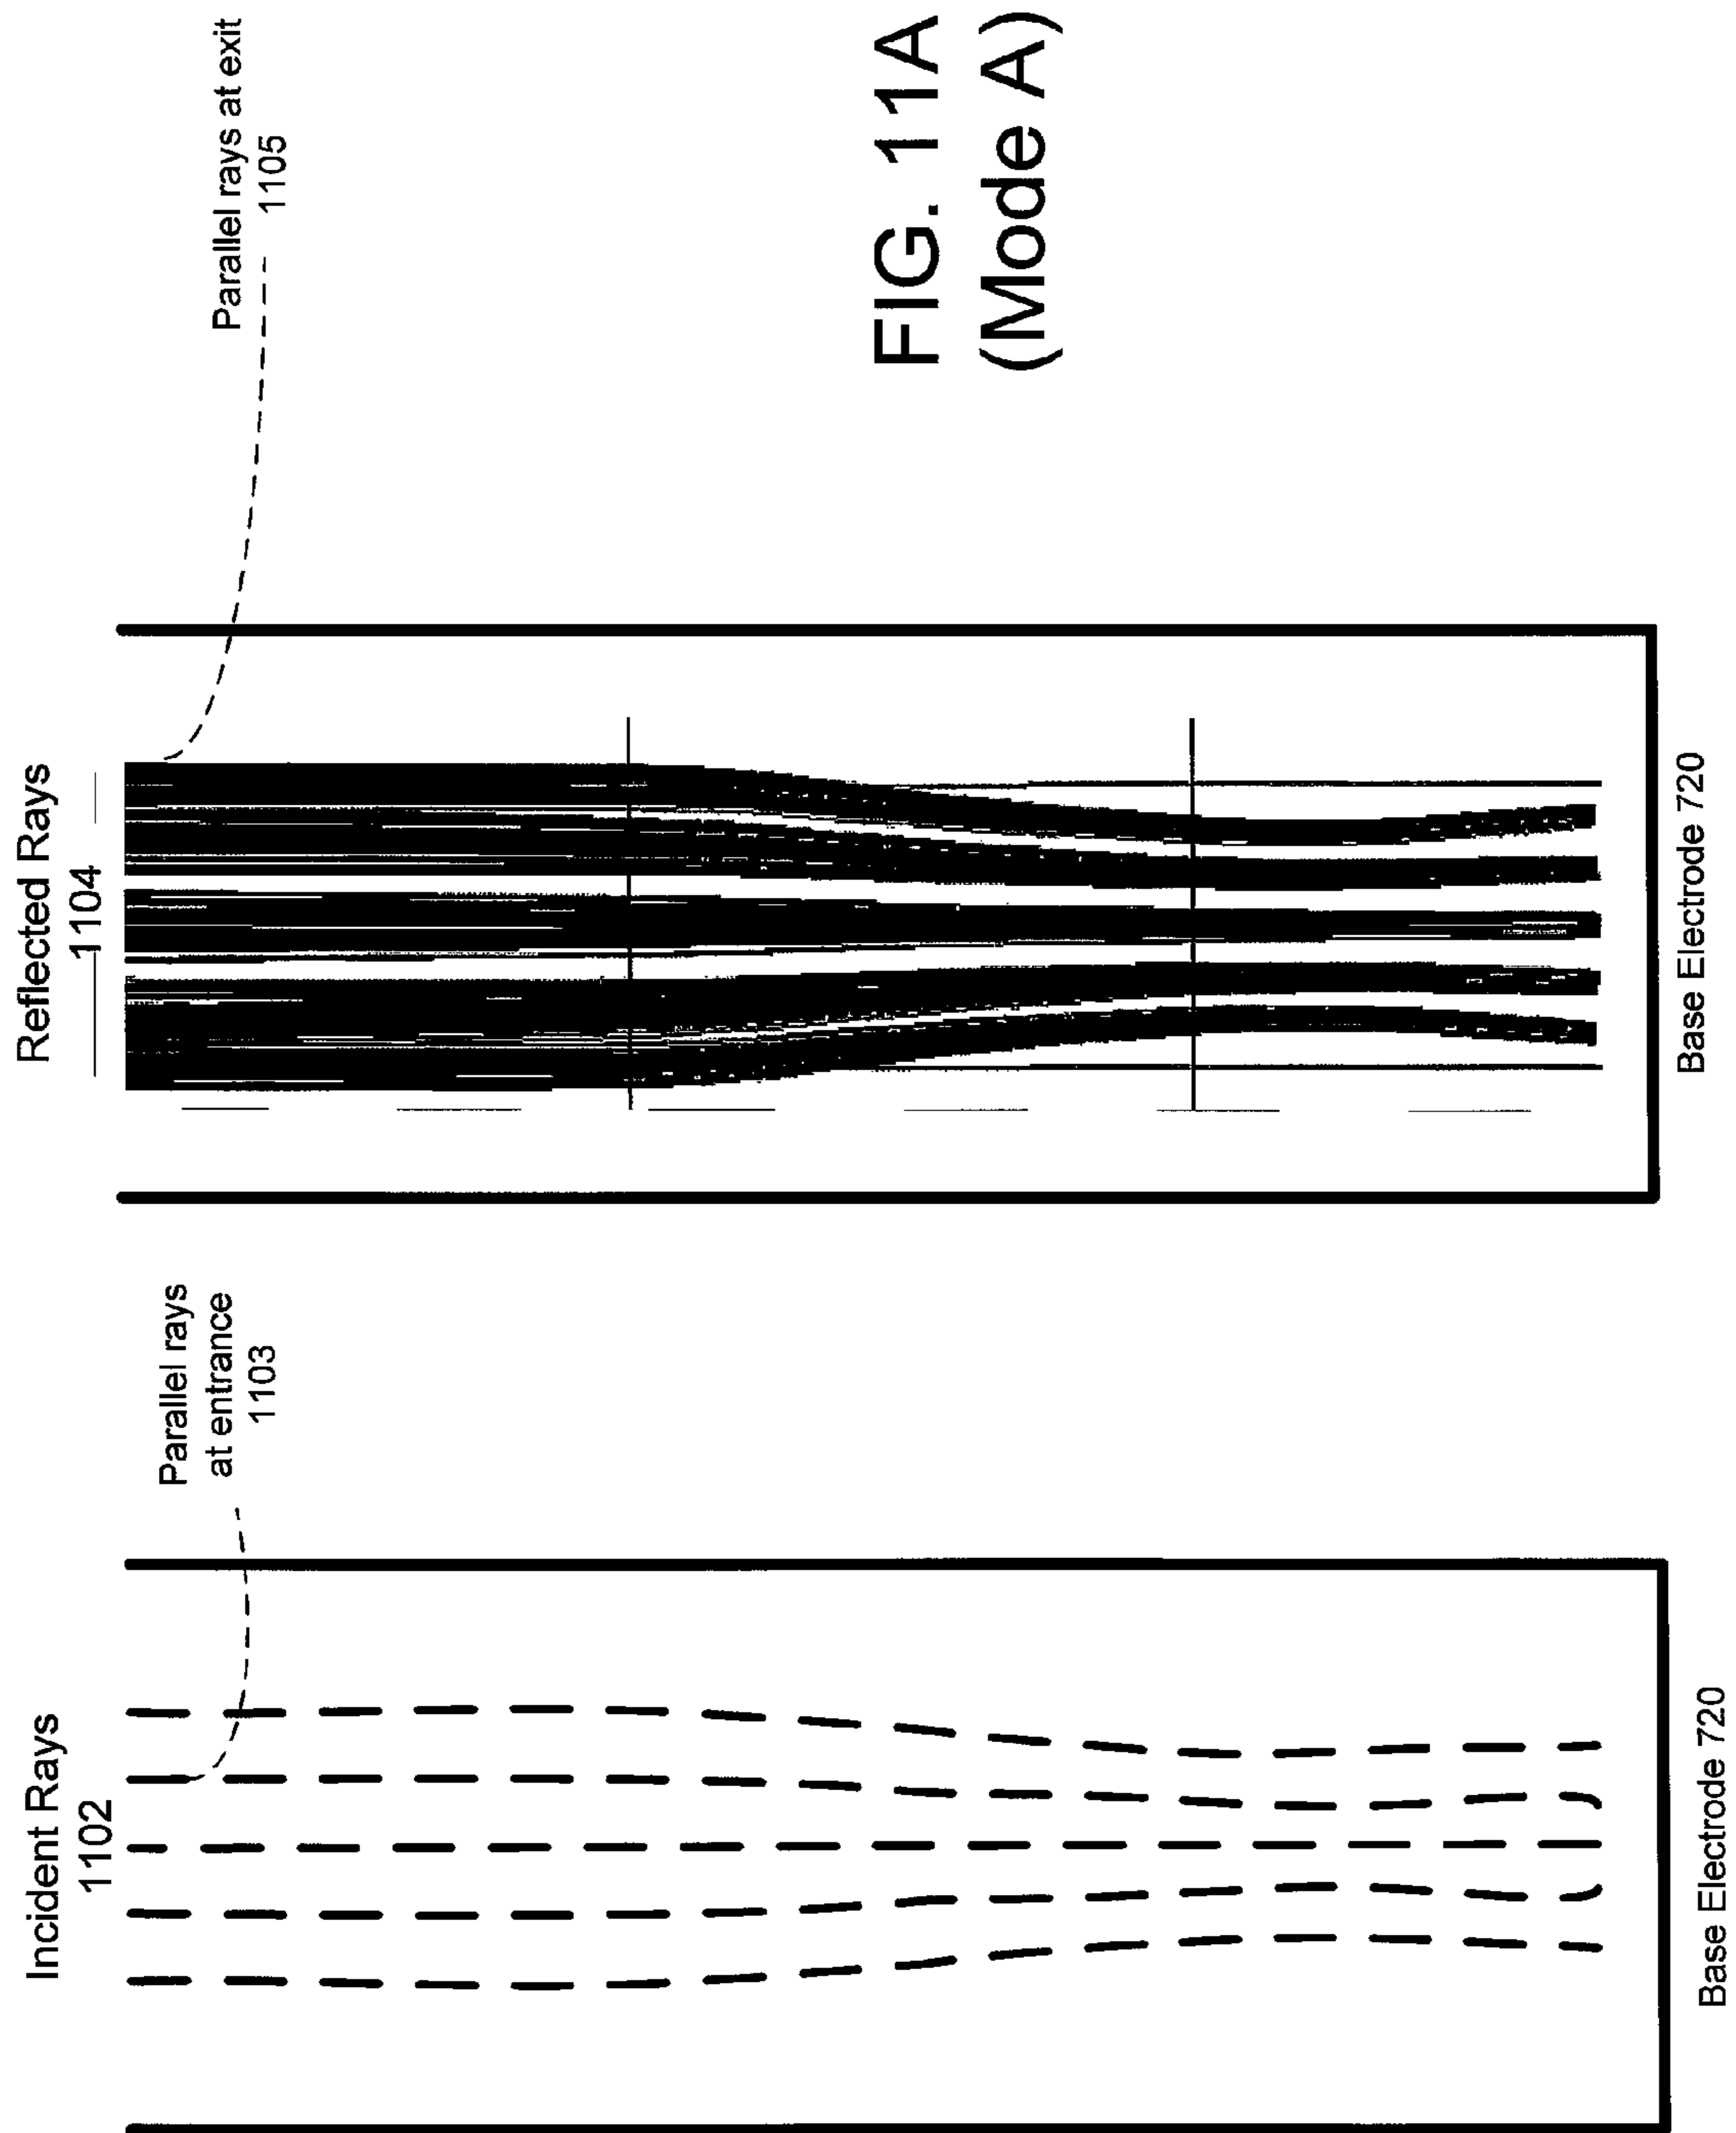 Incident Rays
1102
Parallel rays
at entrance
1103
Base Electrode 720
Reflected Rays
1104
Parallel rays at exit
1105
Base Electrode 720
FIG. 11A
(Mode A)